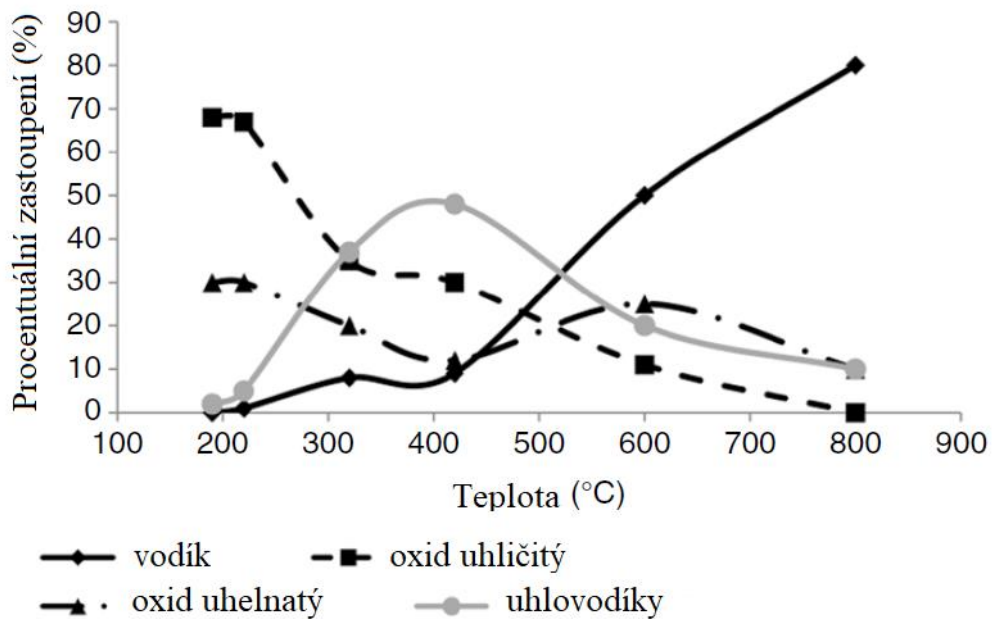 Procentuální zastoupení (%)
90
80
70
60
50
40
30
20
10
0
100 200 300 400 500 600 700 800 900
Teplota (°C)
vodík oxid uhličitý
oxid uhelnatý uhlovodíky